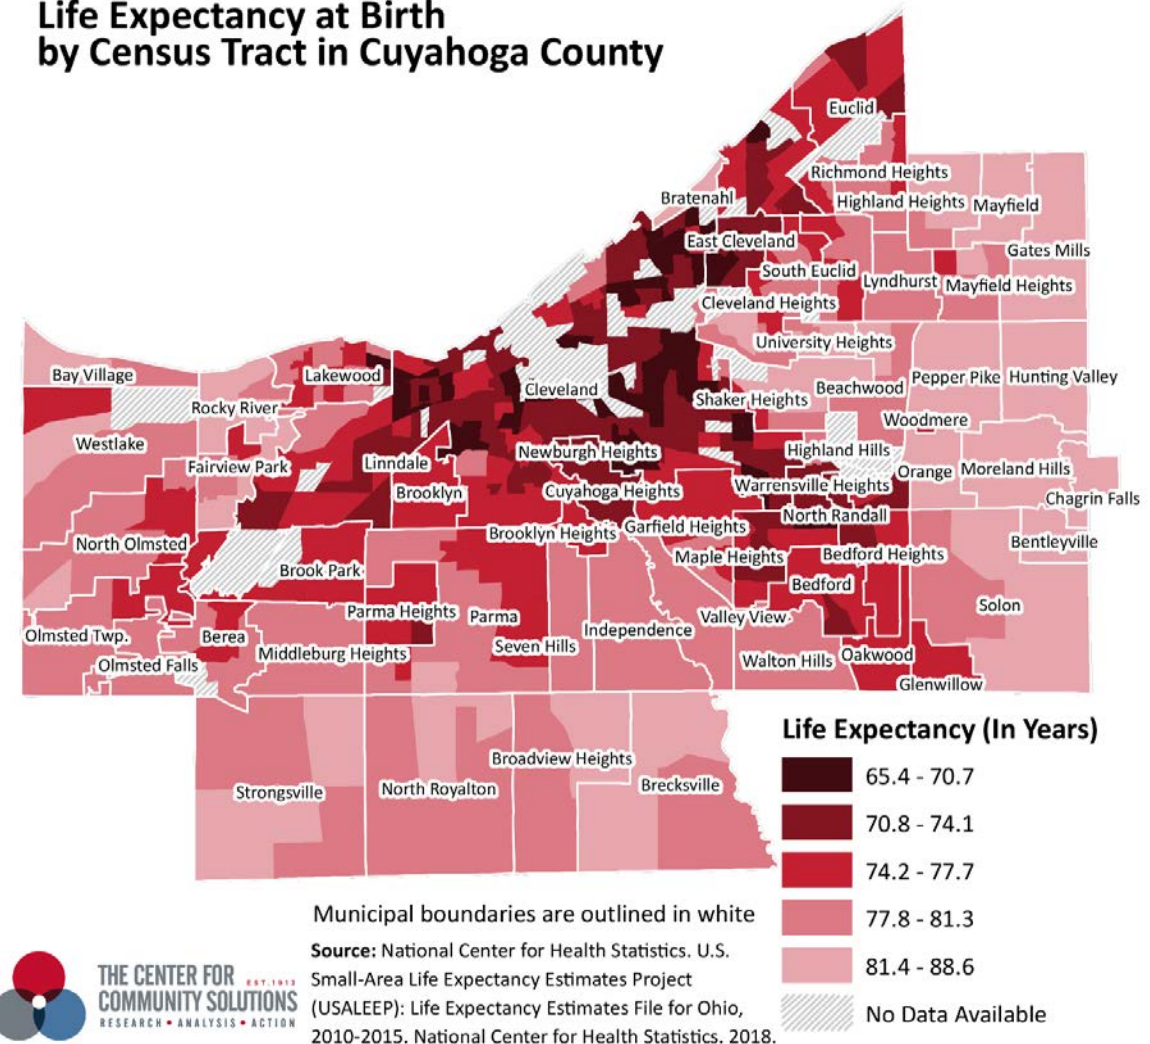 Life Expectancy at Birth
by Census Tract in Cuyahoga County
Euclid
Richmond Heights
Bratenahl
Highland Heights
Mayfield
East Cleveland
Gates Mills
South Euclid
Lyndhurst
Mayfield Heights
Cleveland Heights
University Heights
Bay Village
Lakewood
Pepper Pike
Hunting Valley
Cleveland
Beachwood
Rocky River
Shaker Heights
Woodmere
Westlake
Newburgh Heights
Highland Hills
Fairview Park
Linndale
Orange
Moreland Hills
Brooklyn
Cuyahoga Heights
Warrensville Heights
Chagrin Falls
North Randall
Brooklyn Heights
Garfield Heights
North Olmsted
Bentleyville
Maple Heights
Bedford Heights
Brook Park
Bedford
Solon
Parma Heights
Parma
Valley View
Olmsted Twp.
Berea
Independence
Middleburg Heights
Seven Hills
Olmsted Falls
Walton Hills
Oakwood
Glenwillow
Broadview Heights
Strongsville
North Royalton
Brecksville
Life Expectancy (In Years)
65.4 - 70.7
70.8 - 74.1
74.2 - 77.7
77.8 - 81.3
81.4 - 88.6
No Data Available
Municipal boundaries are outlined in white
Source: National Center for Health Statistics. U.S.
Small-Area Life Expectancy Estimates Project
(USALEEP): Life Expectancy Estimates File for Ohio,
2010-2015. National Center for Health Statistics. 2018.
THE CENTER FOR EST.1913
COMMUNITY SOLUTIONS
RESEARCH • ANALYSIS • ACTION